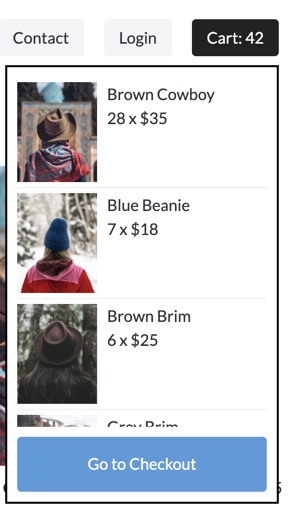 Contact Login Cart: 42
Brown Cowboy
28 x $35
Blue Beanie
7 x $18
Brown Brim
6 x $25
Grey Brim
Go to Checkout